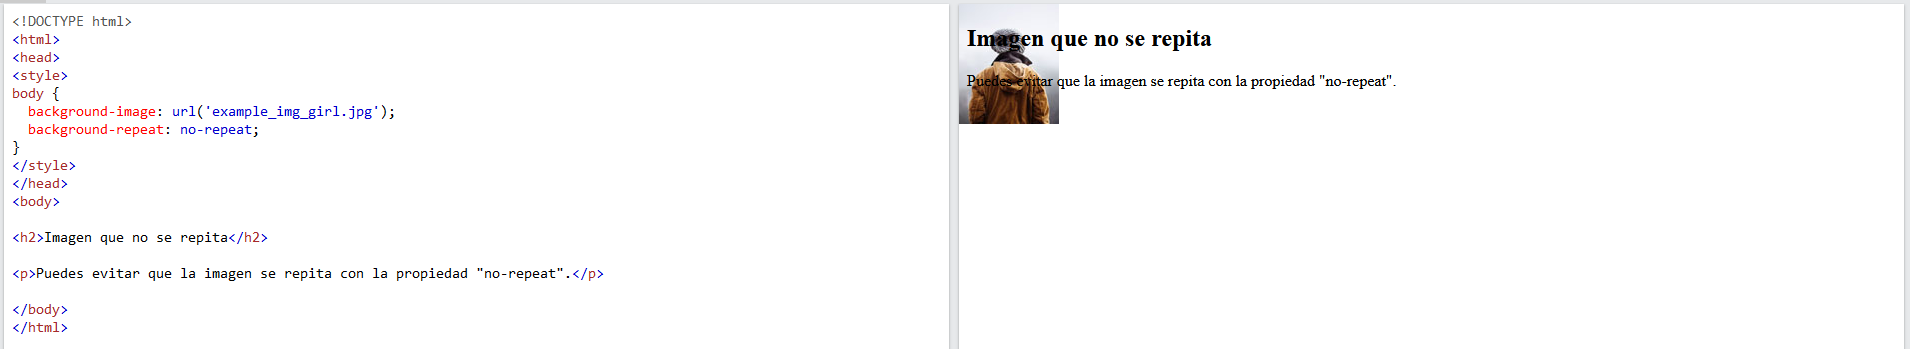 <!DOCTYPE html>
<html>
<head>
<style>
body {
  background-image: url('example_img_girl.jpg');
  background-repeat: no-repeat;
}
</style>
</head>
<body>

<h2>Imagen que no se repita</h2>

<p>Puedes evitar que la imagen se repita con la propiedad "no-repeat".</p>

</body>
</html>
Imagen que no se repita
Puedes evitar que la imagen se repita con la propiedad "no-repeat".